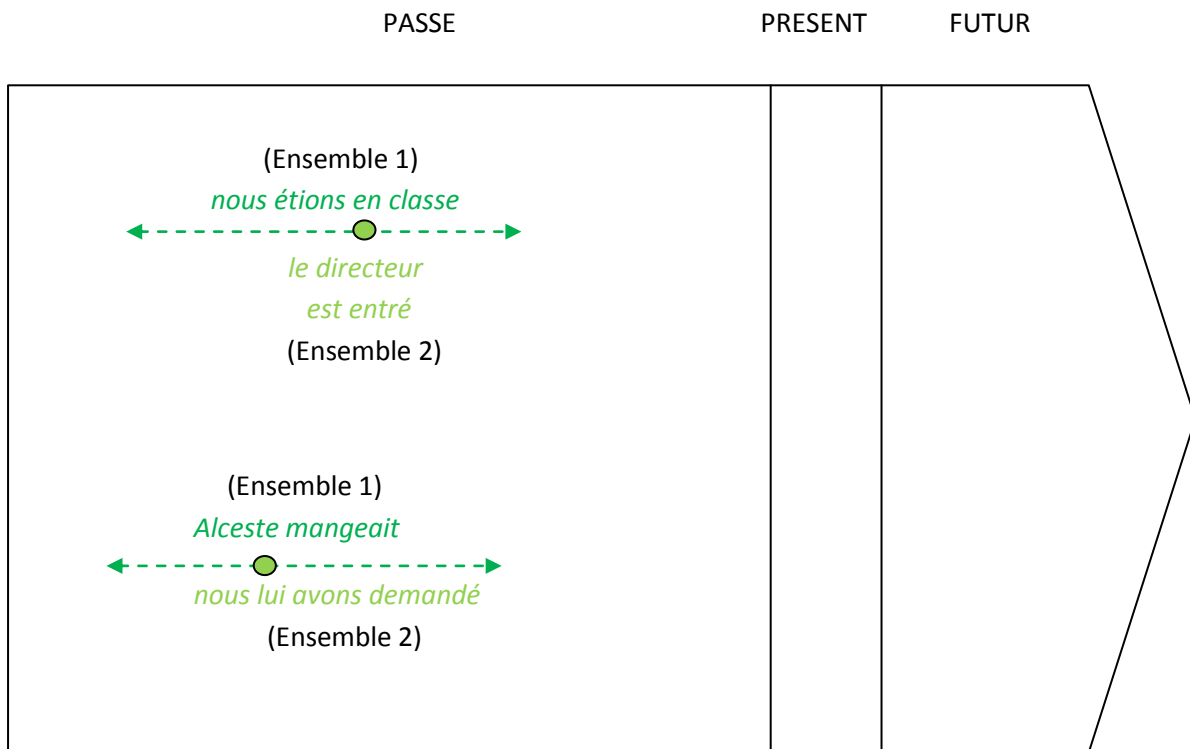 PASSE PRESENT FUTUR
(Ensemble 1)
nous étions en classe
le directeur
est entré
(Ensemble 2)
(Ensemble 1)
Alceste mangeait
nous lui avons demandé
(Ensemble 2)